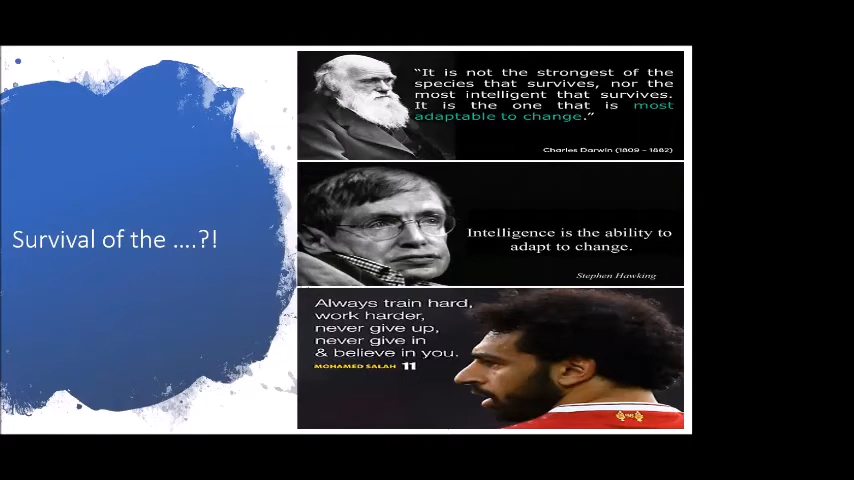 Survival of the ....?!
“It is not the strongest of the
species that survives, nor the
most intelligent that survives.
It is the one that is most
adaptable to change.”
Charles Darwin (1809 – 1882)
Intelligence is the ability to
adapt to change.
Stephen Hawking
Always train hard,
work harder,
never give up,
never give in
& believe in you.
MOHAMED SALAH 11